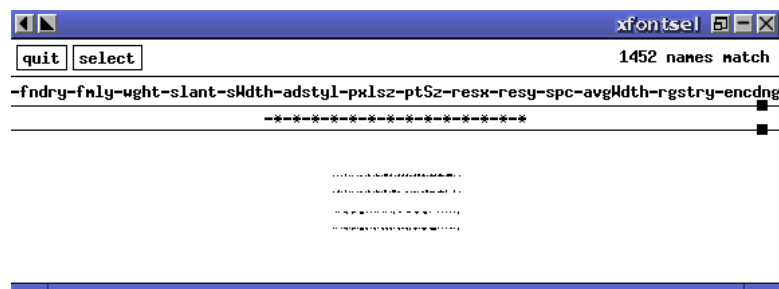 xfontsel
quit select 1452 names match
-fndry-fmly-wght-slant-sWdth-adstyl-pxlsz-ptSz-resx-resy-spc-avgWdth-rgstry-encdng
-*-*-*-*-*-*-*-*-*-*-*-*-*-*